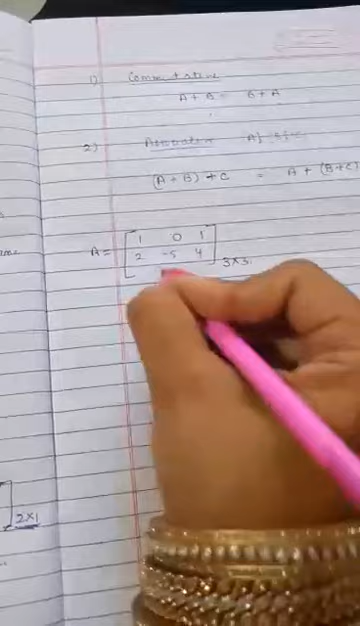 1) Commutative
A + B = B + A
2) Associative A, B, C
(A + B) + C = A + (B + C)
A = [ 1 0 1
2 -5 4 ] 3×3
2×1